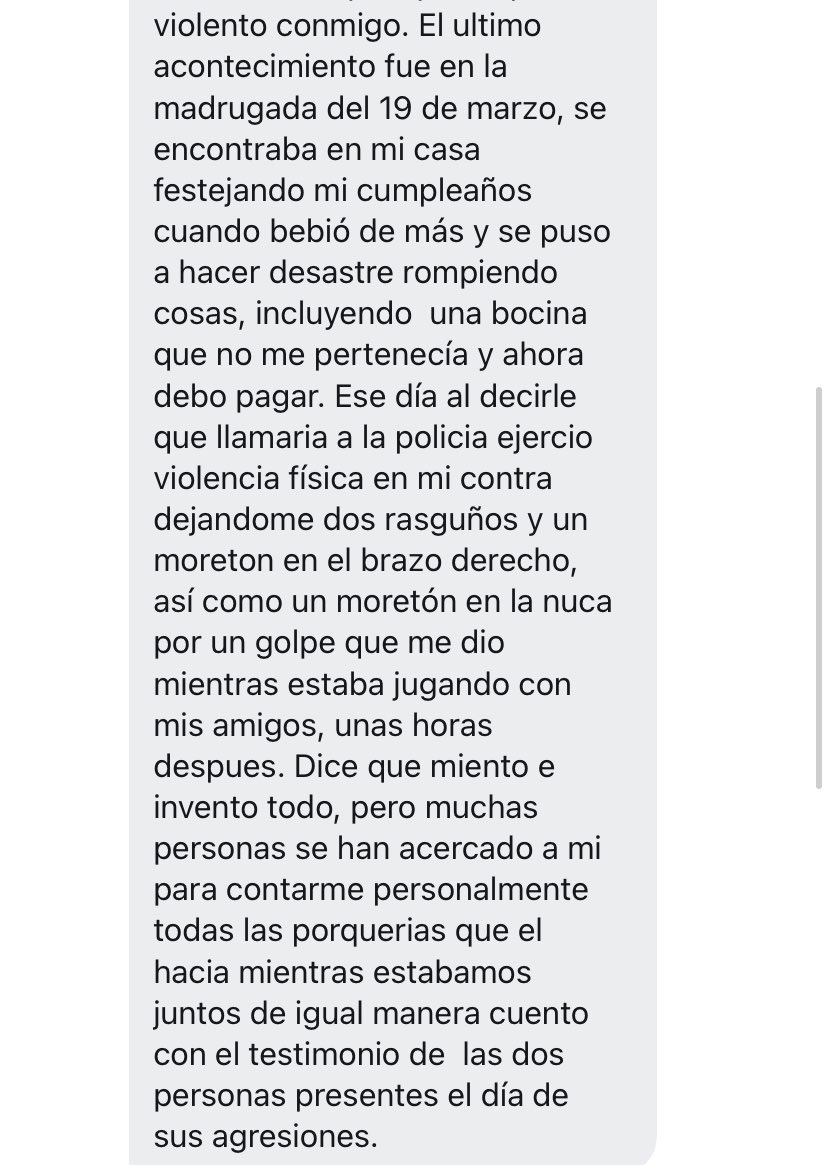 violento conmigo. El ultimo
acontecimiento fue en la
madrugada del 19 de marzo, se
encontraba en mi casa
festejando mi cumpleaños
cuando bebió de más y se puso
a hacer desastre rompiendo
cosas, incluyendo  una bocina
que no me pertenecía y ahora
debo pagar. Ese día al decirle
que llamaria a la policia ejercio
violencia física en mi contra
dejandome dos rasguños y un
moreton en el brazo derecho,
así como un moretón en la nuca
por un golpe que me dio
mientras estaba jugando con
mis amigos, unas horas
despues. Dice que miento e
invento todo, pero muchas
personas se han acercado a mi
para contarme personalmente
todas las porquerias que el
hacia mientras estabamos
juntos de igual manera cuento
con el testimonio de  las dos
personas presentes el día de
sus agresiones.